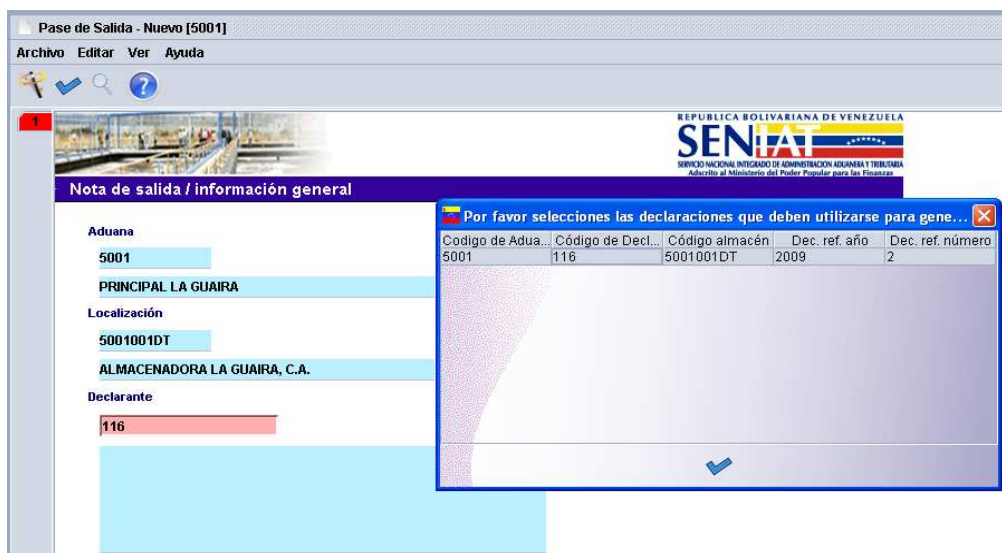 Pase de Salida - Nuevo [5001]
Archivo Editar Ver Ayuda
1
REPUBLICA BOLIVARIANA DE VENEZUELA
SENIAT
SERVICIO NACIONAL INTEGRADO DE ADMINISTRACION ADUANERA Y TRIBUTARIA
Adscrito al Ministerio del Poder Popular para las Finanzas
Nota de salida / información general
Aduana
5001
PRINCIPAL LA GUAIRA
Localización
5001001DT
ALMACENADORA LA GUAIRA, C.A.
Declarante
116
Por favor selecciones las declaraciones que deben utilizarse para gene...
Codigo de Adua... Código de Decl... Código almacén Dec. ref. año Dec. ref. número
5001 116 5001001DT 2009 2